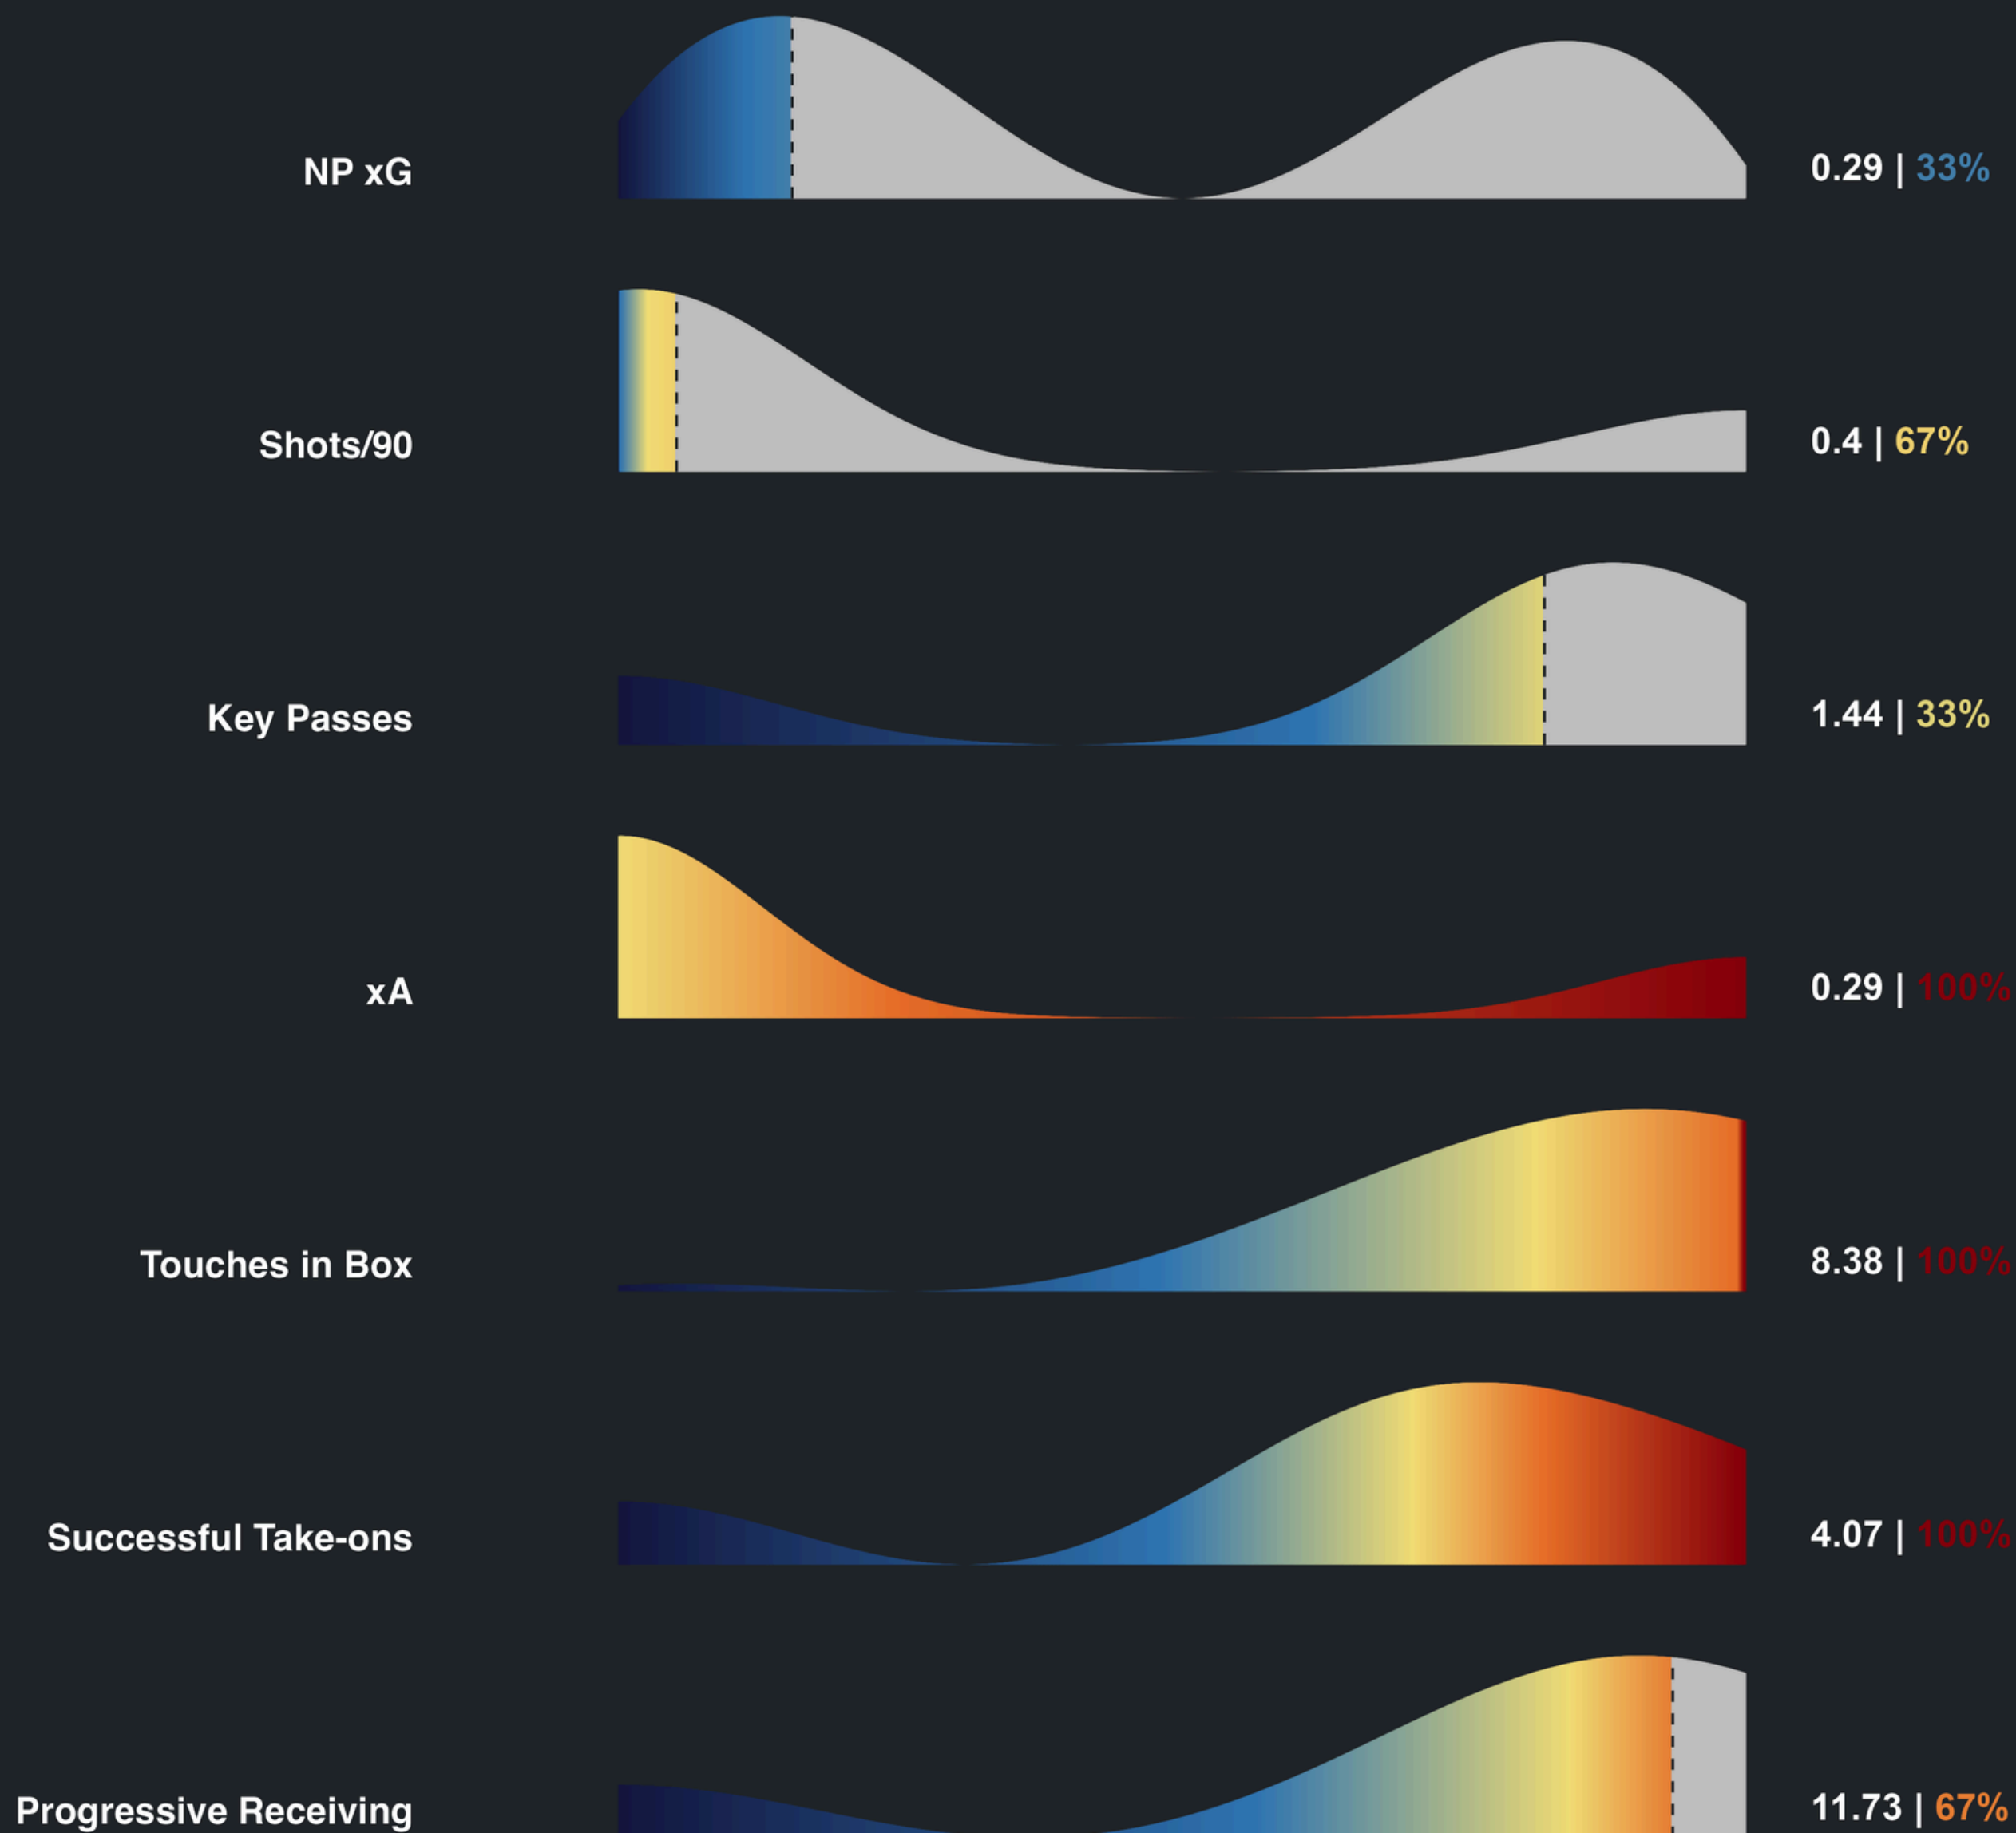 NP xG 0.29 | 33%
Shots/90 0.4 | 67%
Key Passes 1.44 | 33%
xA 0.29 | 100%
Touches in Box 8.38 | 100%
Successful Take-ons 4.07 | 100%
Progressive Receiving 11.73 | 67%